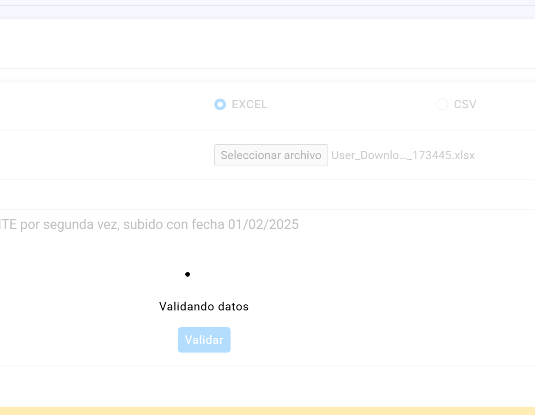 EXCEL
CSV
Seleccionar archivo User_Downlo..._173445.xlsx
NTE por segunda vez, subido con fecha 01/02/2025
Validando datos
Validar